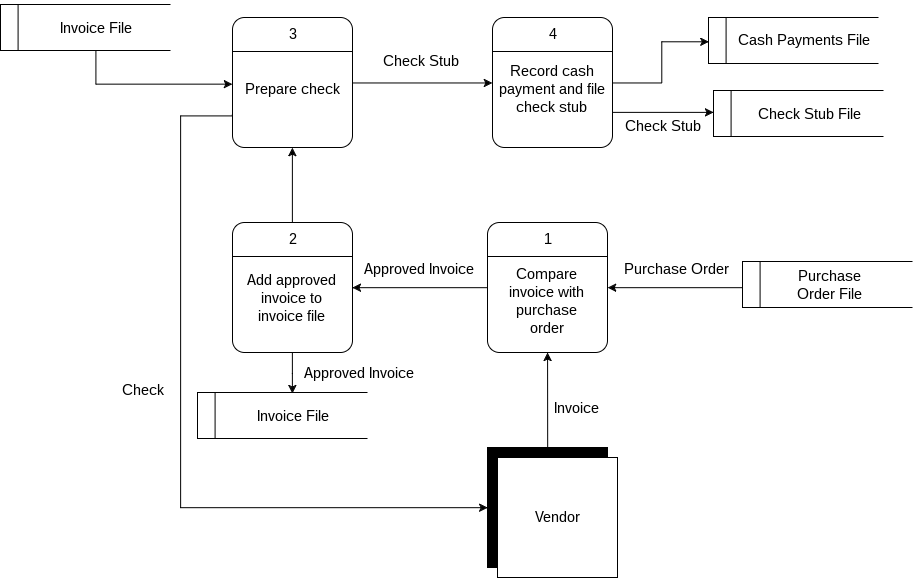 Invoice File
3
Prepare check
Check Stub
4
Record cash
payment and file
check stub
Cash Payments File
Check Stub
Check Stub File
2
Add approved
invoice to
invoice file
Approved Invoice
1
Compare
invoice with
purchase
order
Purchase Order
Purchase
Order File
Check
Approved Invoice
Invoice File
Invoice
Vendor